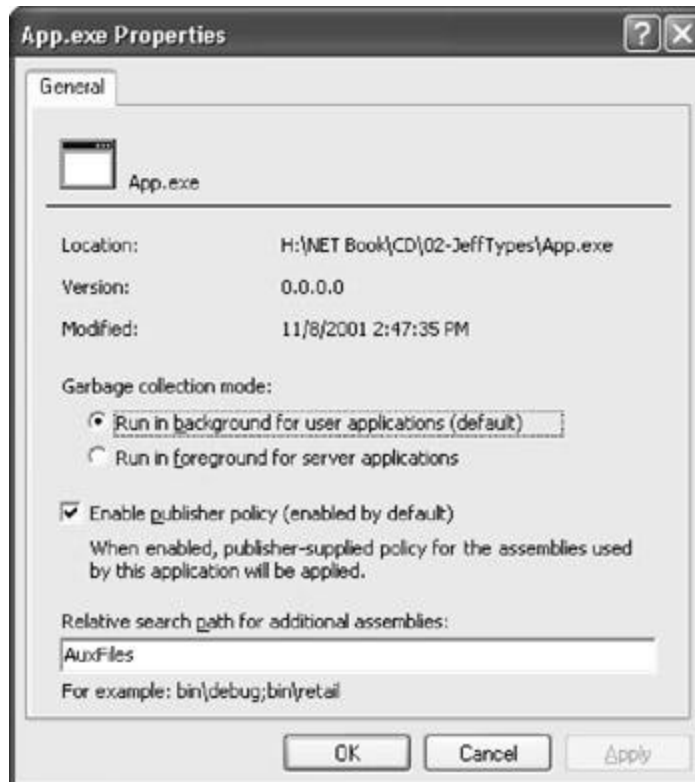 App.exe Properties
General
App.exe
Location: H:\NET Book\CD\02-JeffTypes\App.exe
Version: 0.0.0.0
Modified: 11/8/2001 2:47:35 PM
Garbage collection mode:
Run in background for user applications (default)
Run in foreground for server applications
Enable publisher policy (enabled by default)
When enabled, publisher-supplied policy for the assemblies used
by this application will be applied.
Relative search path for additional assemblies:
AuxFiles
For example: bin\debug;bin\retail
OK Cancel Apply